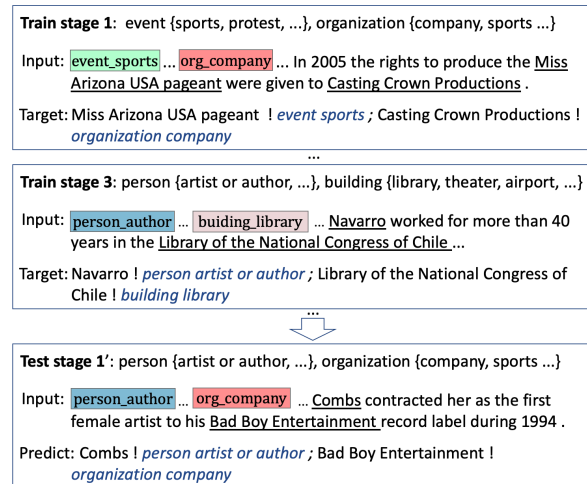 Train stage 1: event {sports, protest, ...}, organization {company, sports ...}
Input: event_sports ... org_company ... In 2005 the rights to produce the Miss
Arizona USA pageant were given to Casting Crown Productions .
Target: Miss Arizona USA pageant ! event sports ; Casting Crown Productions !
organization company
...
Train stage 3: person {artist or author, ...}, building {library, theater, airport, ...}
Input: person_author ... buiding_library ... Navarro worked for more than 40
years in the Library of the National Congress of Chile ...
Target: Navarro ! person artist or author ; Library of the National Congress of
Chile ! building library
...
Test stage 1′: person {artist or author, ...}, organization {company, sports ...}
Input: person_author ... org_company ... Combs contracted her as the first
female artist to his Bad Boy Entertainment record label during 1994 .
Predict: Combs ! person artist or author ; Bad Boy Entertainment !
organization company